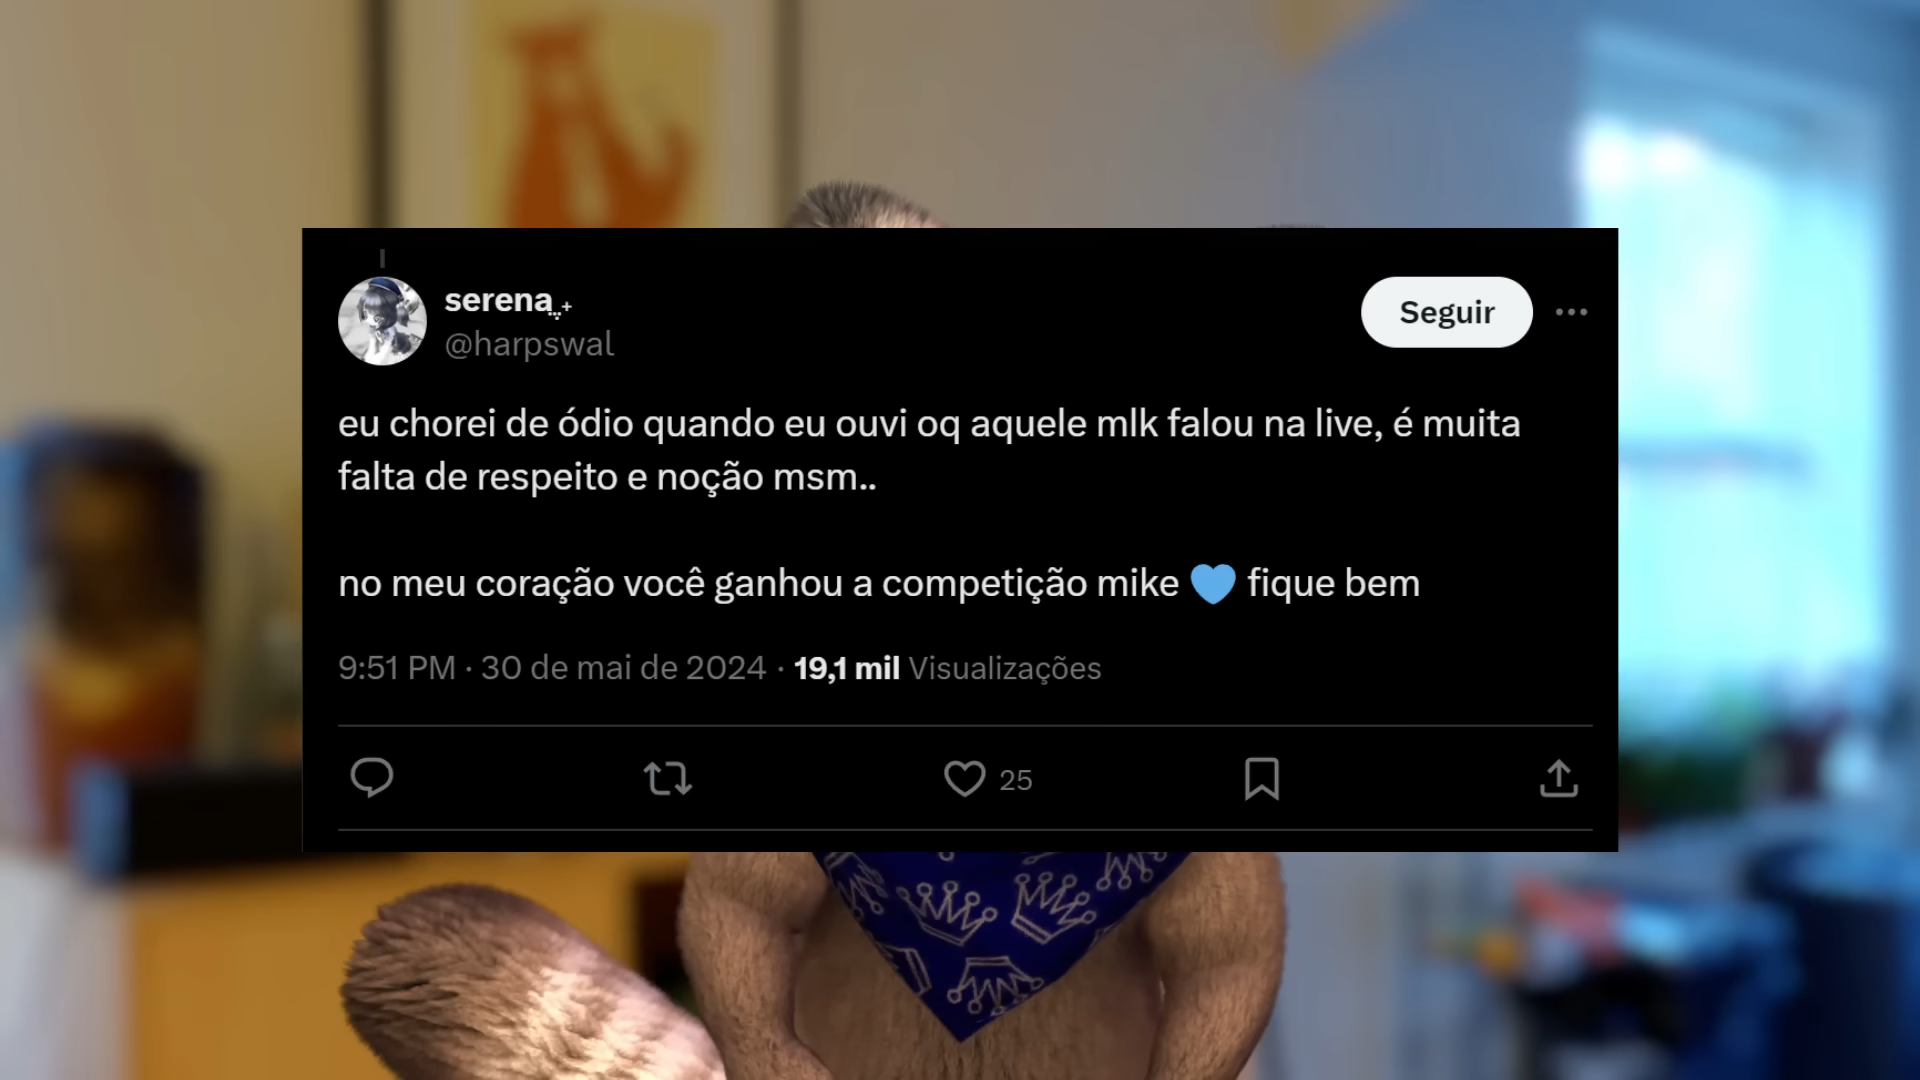 serena
@harpswal
Seguir
eu chorei de ódio quando eu ouvi oq aquele mlk falou na live, é muita
falta de respeito e noção msm..
no meu coração você ganhou a competição mike 💙 fique bem
9:51 PM · 30 de mai de 2024 · 19,1 mil Visualizações
25